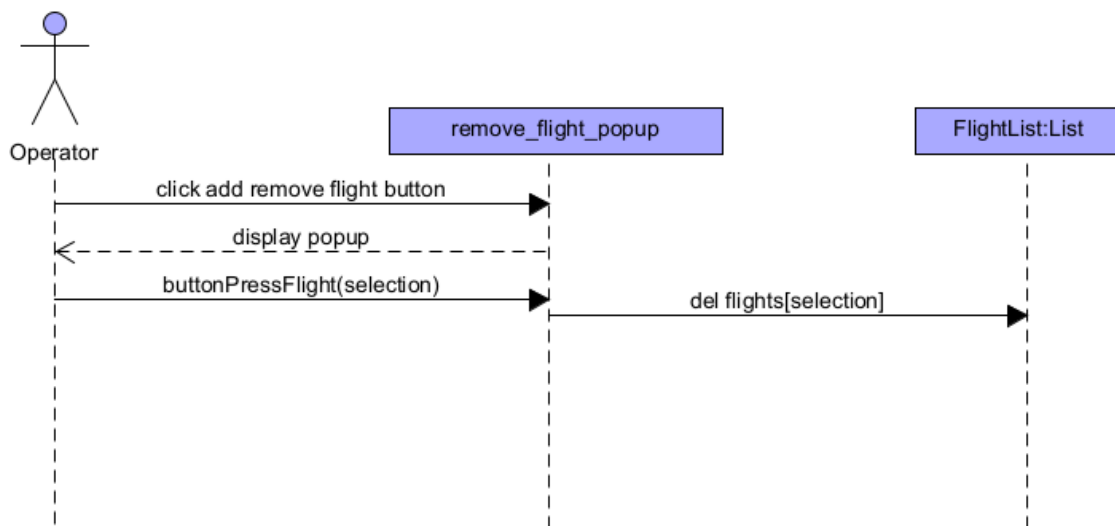 Operator
remove_flight_popup
FlightList:List
click add remove flight button
display popup
buttonPressFlight(selection)
del flights[selection]